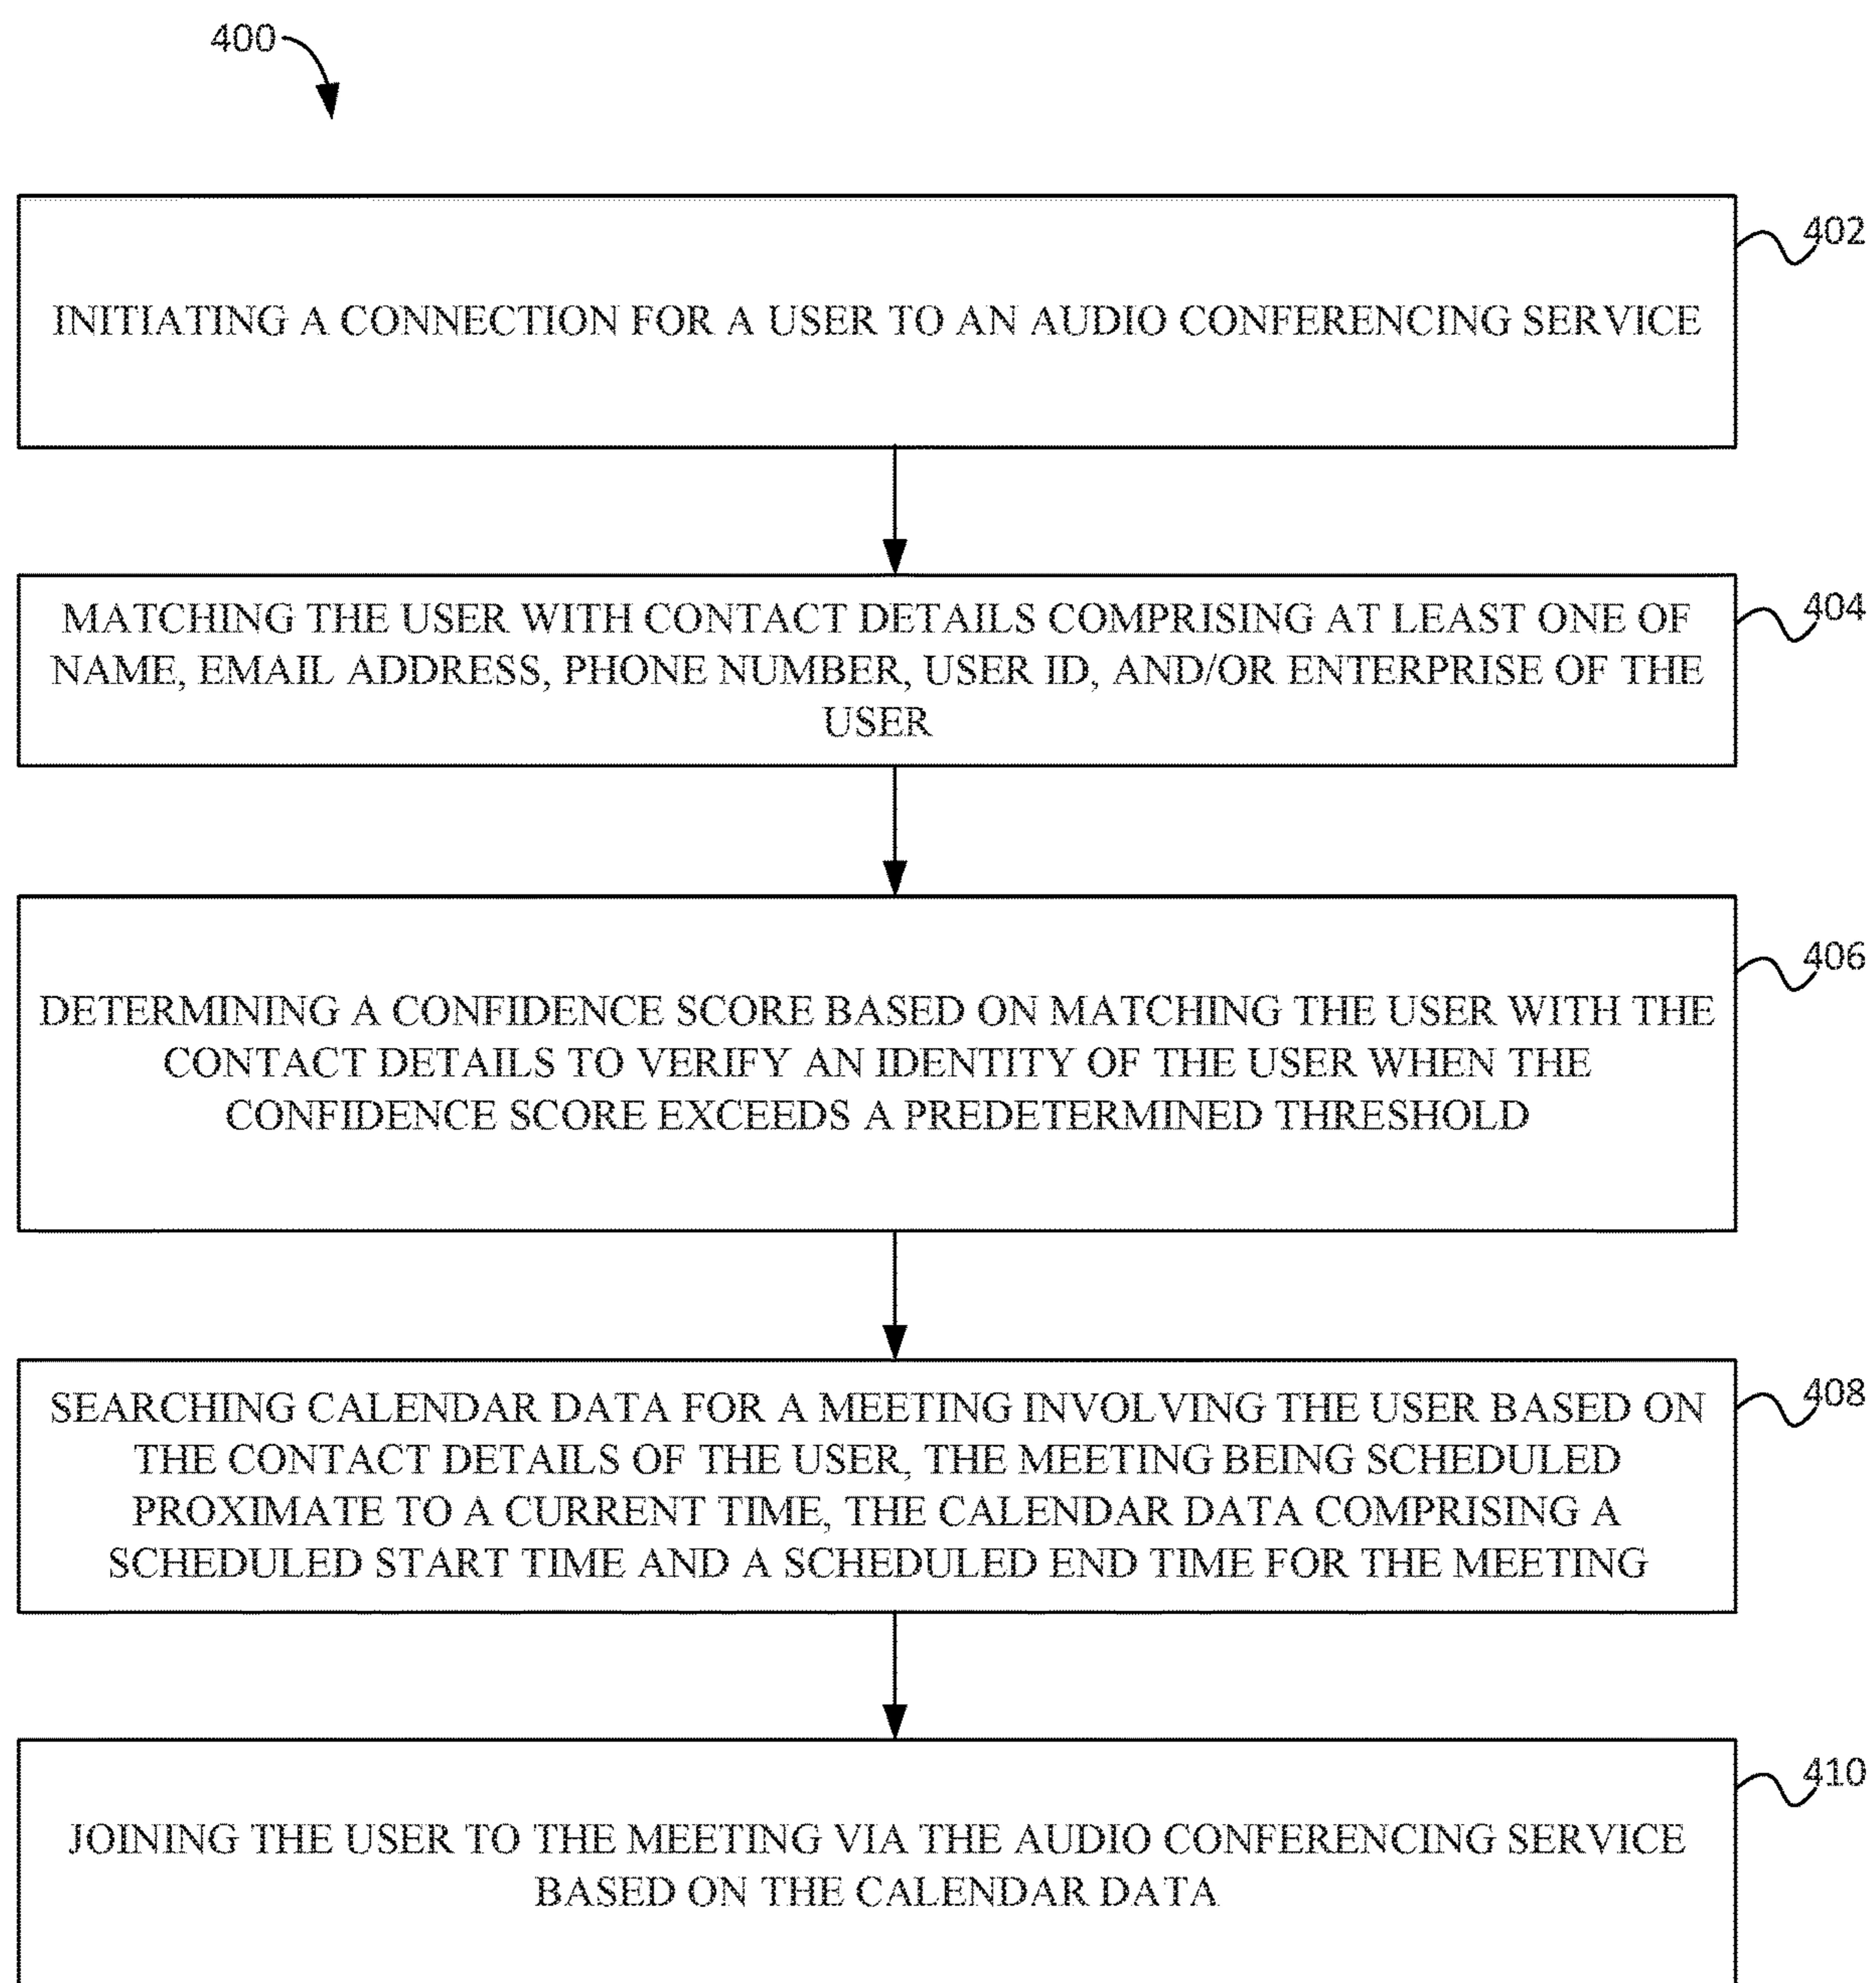 400
402
INITIATING A CONNECTION FOR A USER TO AN AUDIO CONFERENCING SERVICE
404
MATCHING THE USER WITH CONTACT DETAILS COMPRISING AT LEAST ONE OF
NAME, EMAIL ADDRESS, PHONE NUMBER, USER ID, AND/OR ENTERPRISE OF THE
USER
406
DETERMINING A CONFIDENCE SCORE BASED ON MATCHING THE USER WITH THE
CONTACT DETAILS TO VERIFY AN IDENTITY OF THE USER WHEN THE
CONFIDENCE SCORE EXCEEDS A PREDETERMINED THRESHOLD
408
SEARCHING CALENDAR DATA FOR A MEETING INVOLVING THE USER BASED ON
THE CONTACT DETAILS OF THE USER, THE MEETING BEING SCHEDULED
PROXIMATE TO A CURRENT TIME, THE CALENDAR DATA COMPRISING A
SCHEDULED START TIME AND A SCHEDULED END TIME FOR THE MEETING
410
JOINING THE USER TO THE MEETING VIA THE AUDIO CONFERENCING SERVICE
BASED ON THE CALENDAR DATA